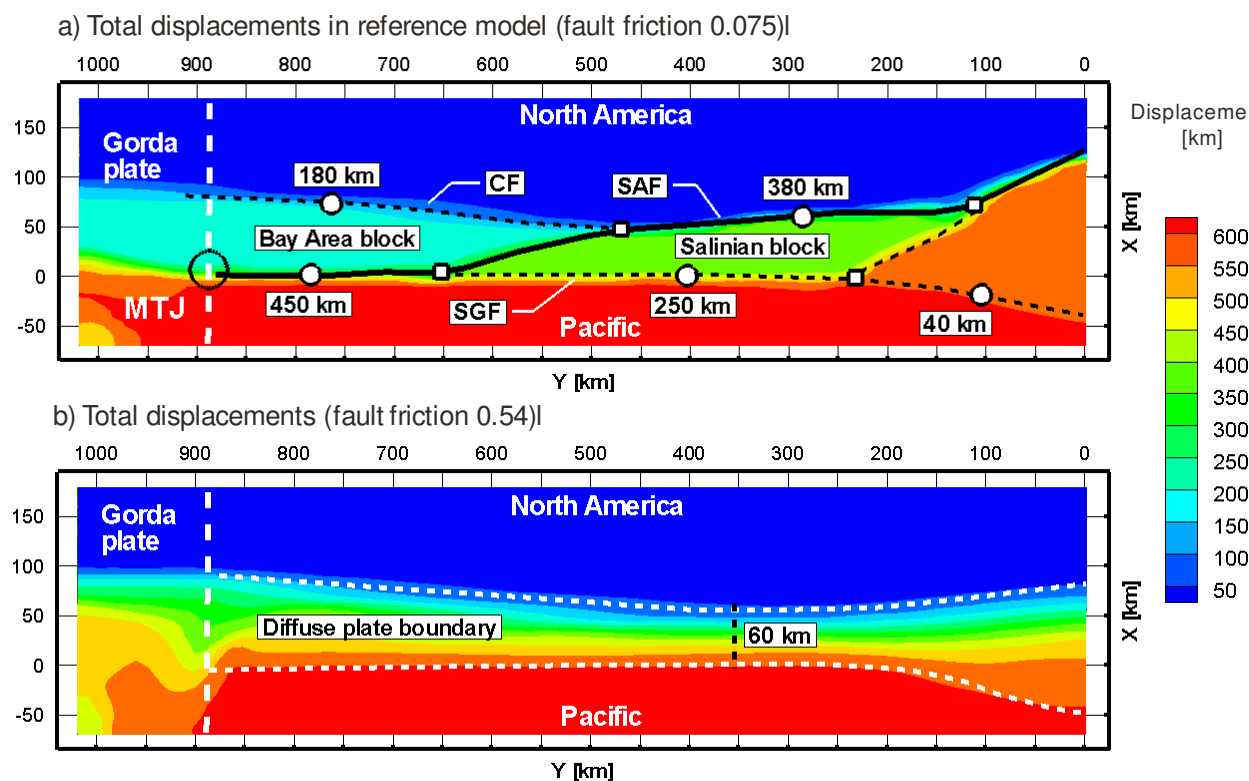 a) Total displacements in reference model (fault friction 0.075)l
1000 900 800 700 600 500 400 300 200 100 0
North America
Gorda
plate
180 km
CF
SAF
380 km
Bay Area block
Salinian block
450 km
SGF
250 km
40 km
MTJ
Pacific
150
100
50
0
-50
X [km]
Y [km]
Displaceme
[km]
600
500
450
400
350
300
250
200
150
100
50
b) Total displacements (fault friction 0.54)l
1000 900 800 700 600 500 400 300 200 100 0
North America
Gorda
plate
Diffuse plate boundary
60 km
Pacific
150
100
50
0
-50
X [km]
Y [km]